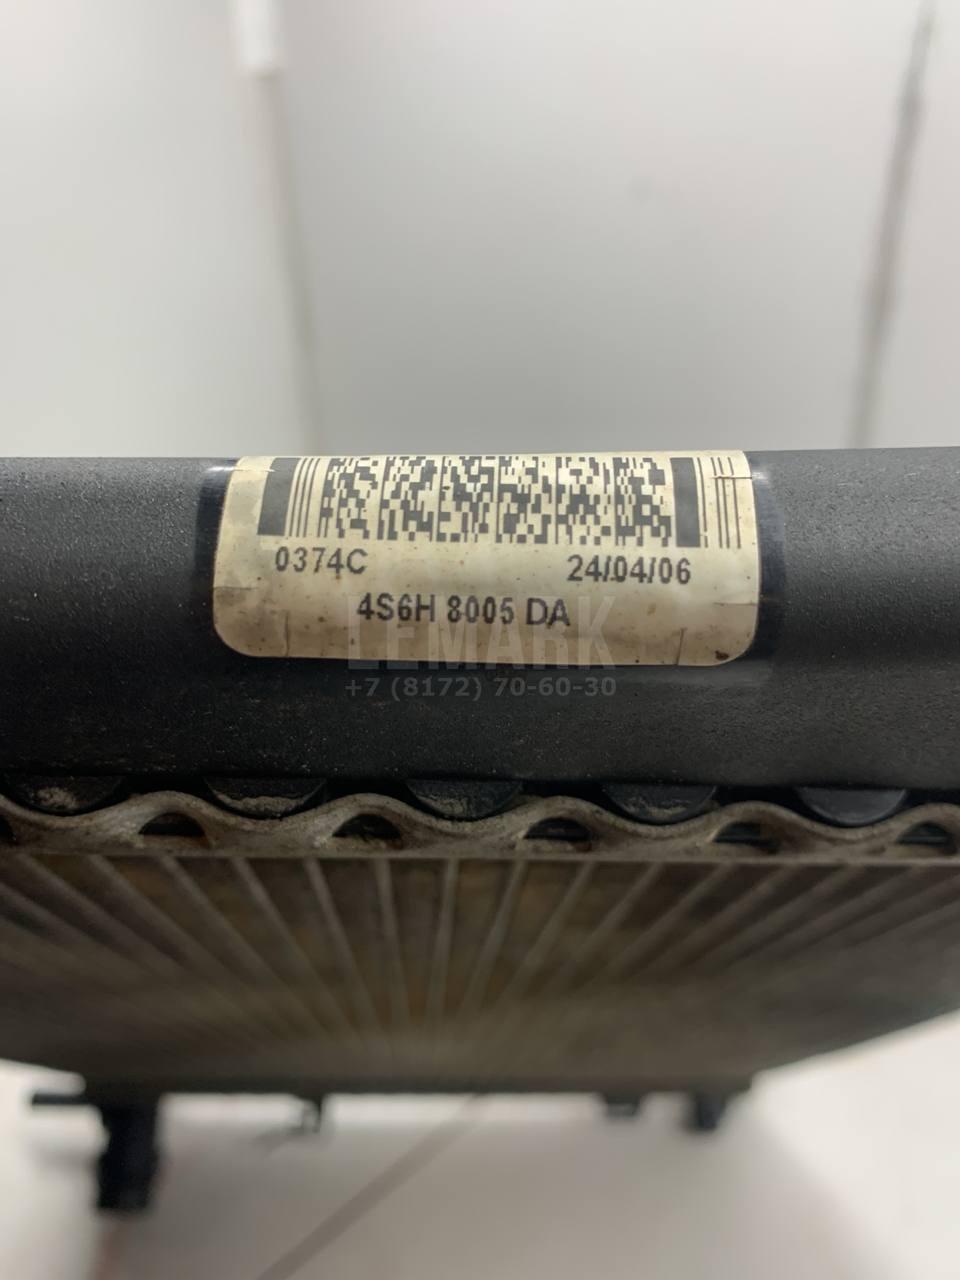 0374C 24/04/06
4S6H 8005 DA
LEMARK
+7 (8172) 70-60-30